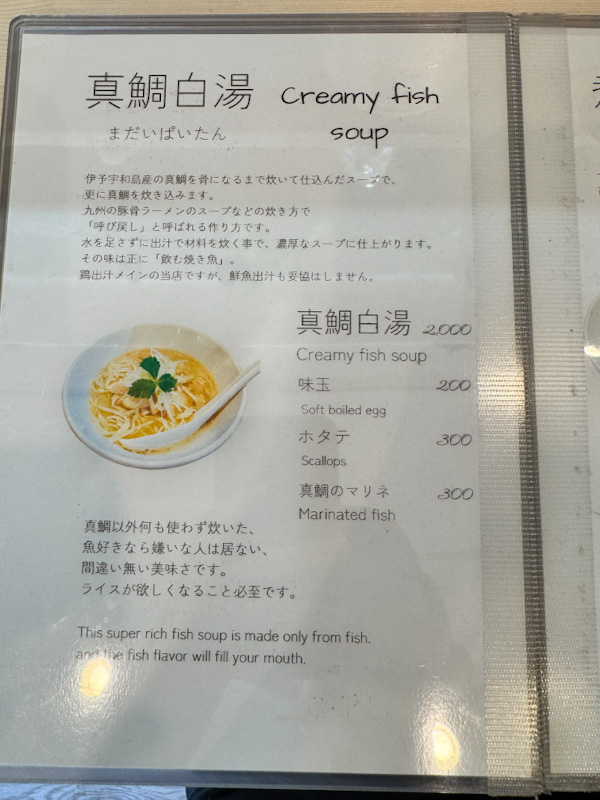 真鯛白湯 Creamy fish
まだいぱいたん soup
伊予宇和島産の真鯛を骨になるまで炊いて仕込んだスープで、
更に真鯛を炊き込みます。
九州の豚骨ラーメンのスープなどの炊き方で
「呼び戻し」と呼ばれる作り方です。
水を足さずに出汁で材料を炊く事で、濃厚なスープに仕上がります。
その味は正に「飲む焼き魚」。
鶏出汁メインの当店ですが、鮮魚出汁も妥協はしません。
真鯛白湯 2,000
Creamy fish soup
味玉 200
Soft boiled egg
ホタテ 300
Scallops
真鯛のマリネ 300
Marinated fish
真鯛以外何も使わず炊いた、
魚好きなら嫌いな人は居ない、
間違い無い美味さです。
ライスが欲しくなること必至です。
This super rich fish soup is made only from fish.
and the fish flavor will fill your mouth.